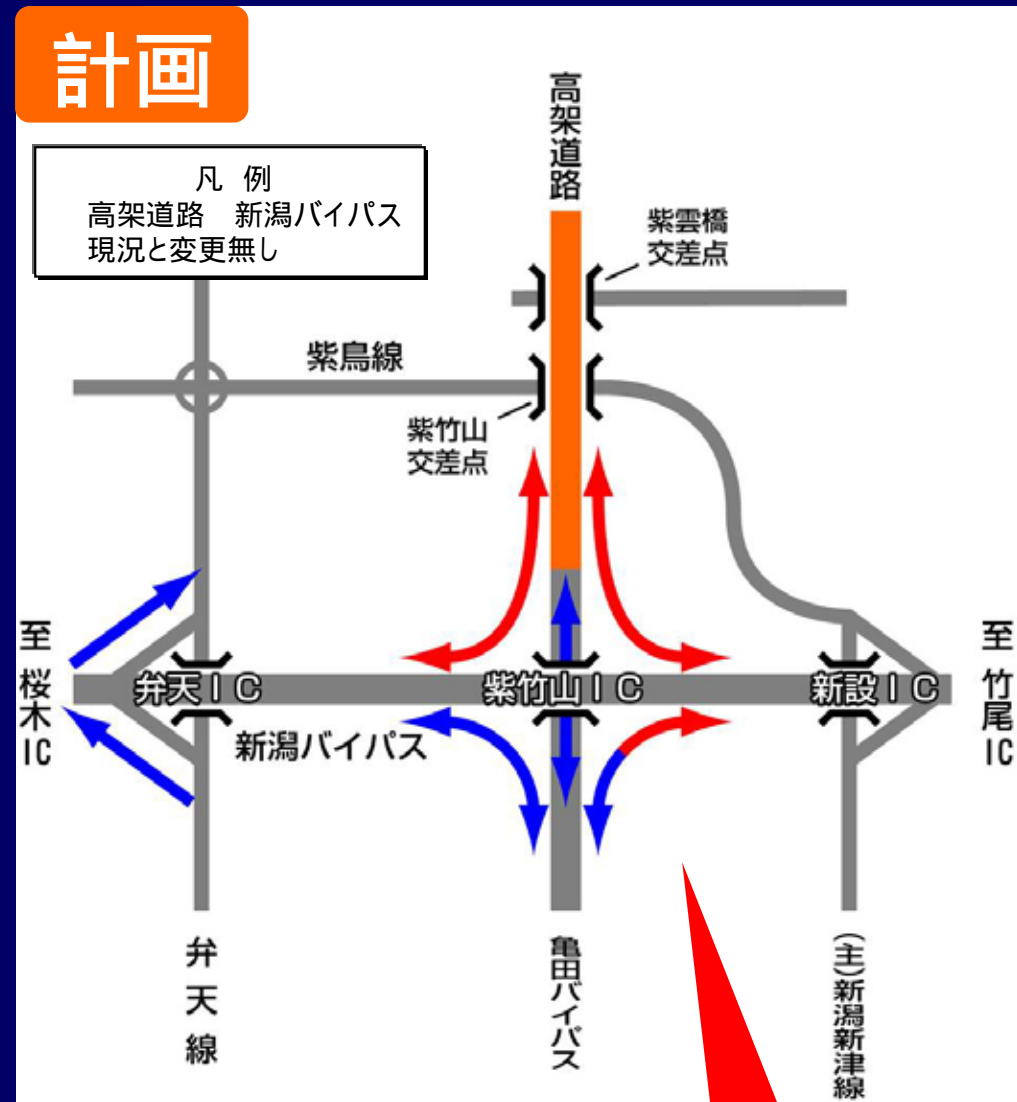 計画
凡 例
高架道路 新潟バイパス
現況と変更無し
高架道路
紫雲橋
交差点
紫鳥線
紫竹山
交差点
至 桜木IC
弁天IC
紫竹山IC
新設IC
至 竹尾IC
新潟バイパス
弁天線
亀田バイパス
(主)新潟新津線